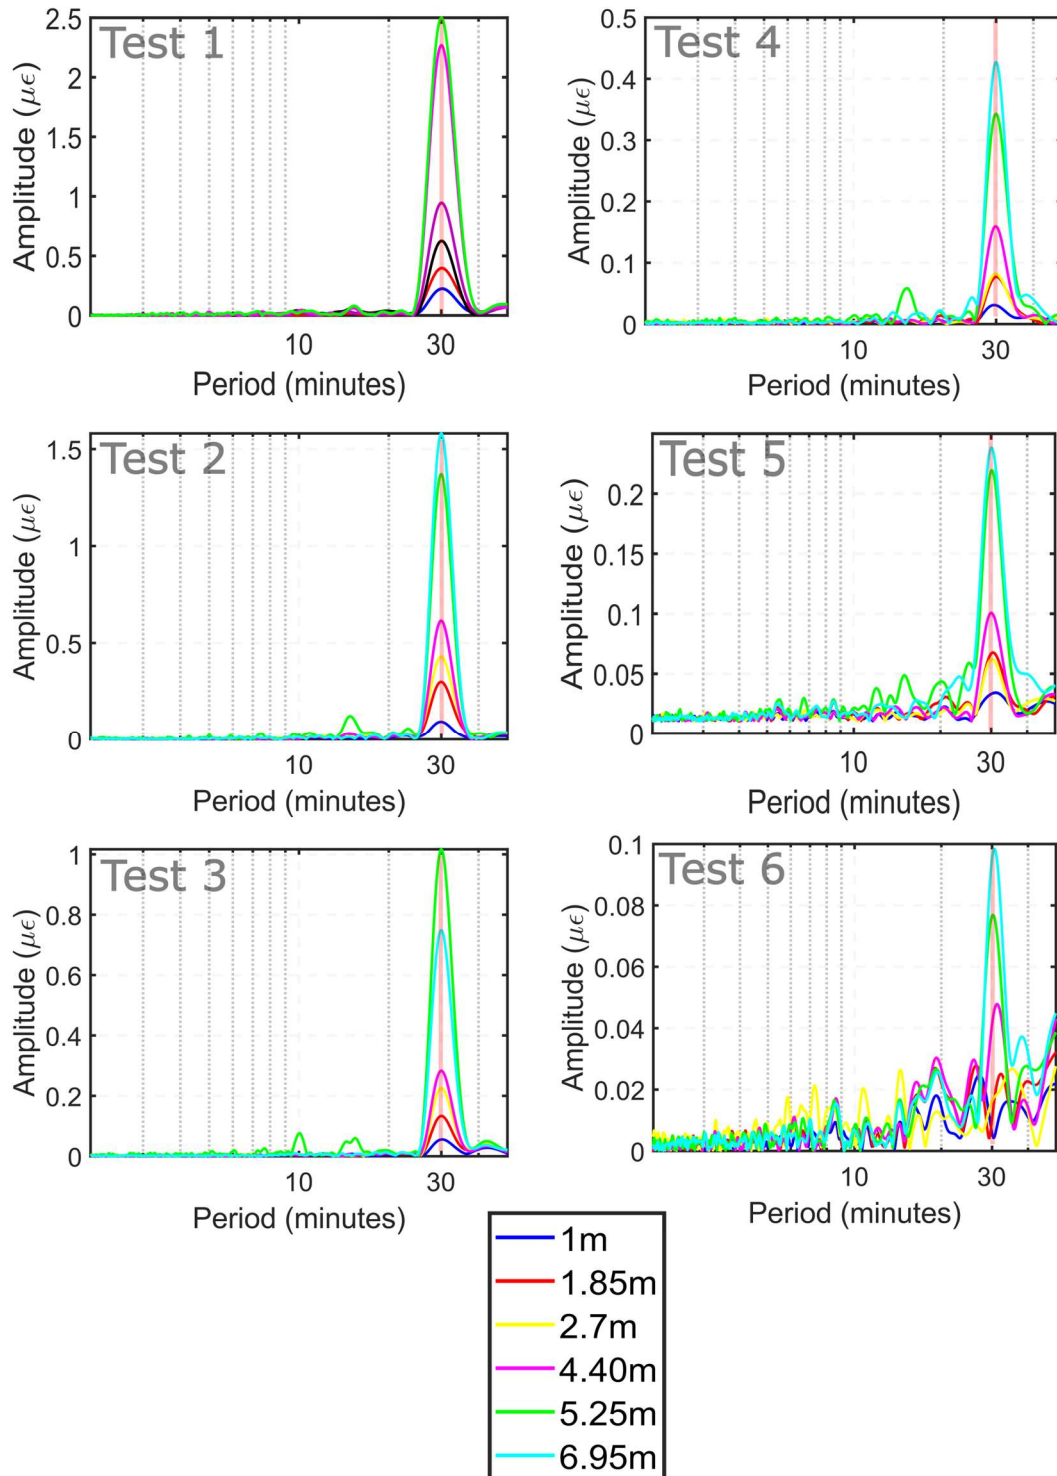 Test 1
2.5
2
1.5
1
0.5
0
Amplitude (με)
10 30
Period (minutes)
Test 4
0.5
0.4
0.3
0.2
0.1
0
Amplitude (με)
10 30
Period (minutes)
Test 2
1.5
1
0.5
0
Amplitude (με)
10 30
Period (minutes)
Test 5
0.2
0.15
0.1
0.05
0
Amplitude (με)
10 30
Period (minutes)
Test 3
1
0.8
0.6
0.4
0.2
0
Amplitude (με)
10 30
Period (minutes)
Test 6
0.1
0.08
0.06
0.04
0.02
0
Amplitude (με)
10 30
Period (minutes)
1m
1.85m
2.7m
4.40m
5.25m
6.95m